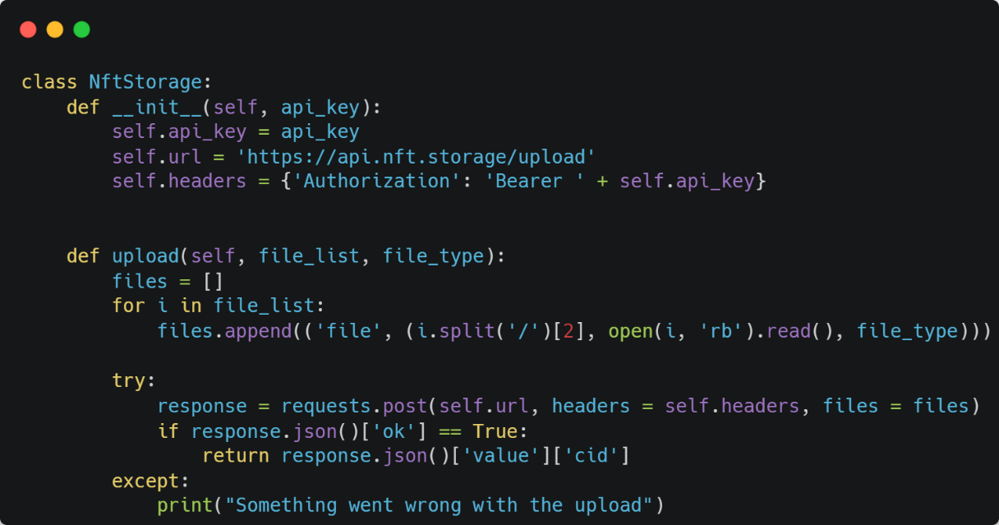 class NftStorage:
    def __init__(self, api_key):
        self.api_key = api_key
        self.url = 'https://api.nft.storage/upload'
        self.headers = {'Authorization': 'Bearer ' + self.api_key}
    def upload(self, file_list, file_type):
        files = []
        for i in file_list:
            files.append(('file', (i.split('/')[2], open(i, 'rb').read(), file_type)))
        try:
            response = requests.post(self.url, headers = self.headers, files = files)
            if response.json()['ok'] == True:
                return response.json()['value']['cid']
        except:
            print("Something went wrong with the upload")